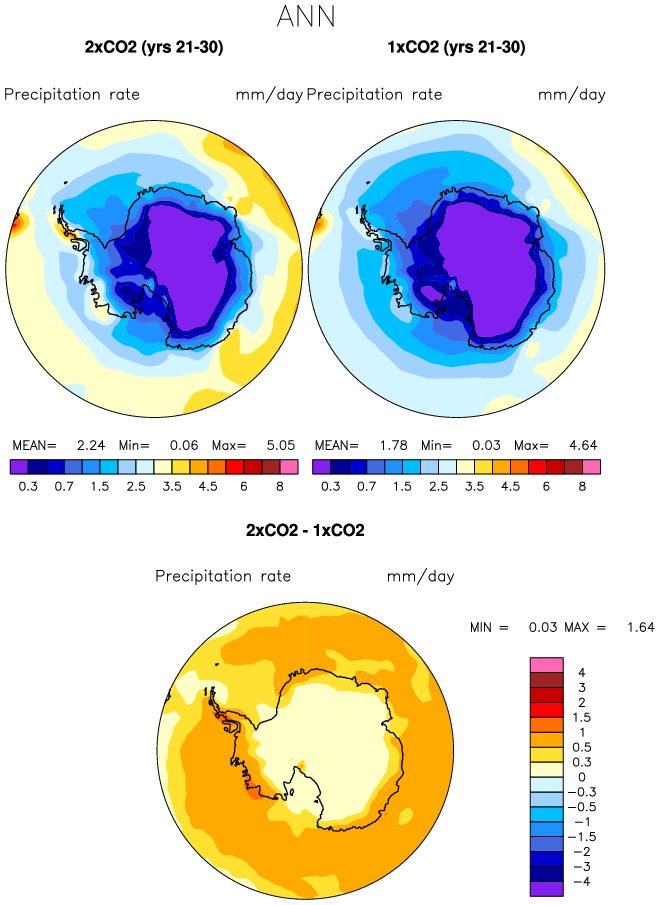 ANN
2xCO2 (yrs 21-30) 1xCO2 (yrs 21-30)
Precipitation rate mm/day Precipitation rate mm/day
MEAN= 2.24 Min= 0.06 Max= 5.05 MEAN= 1.78 Min= 0.03 Max= 4.64
0.3 0.7 1.5 2.5 3.5 4.5 6 8 0.3 0.7 1.5 2.5 3.5 4.5 6 8
2xCO2 - 1xCO2
Precipitation rate mm/day
MIN = 0.03 MAX = 1.64
4
3
2
1.5
1
0.5
0.3
0
-0.3
-0.5
-1
-1.5
-2
-3
-4